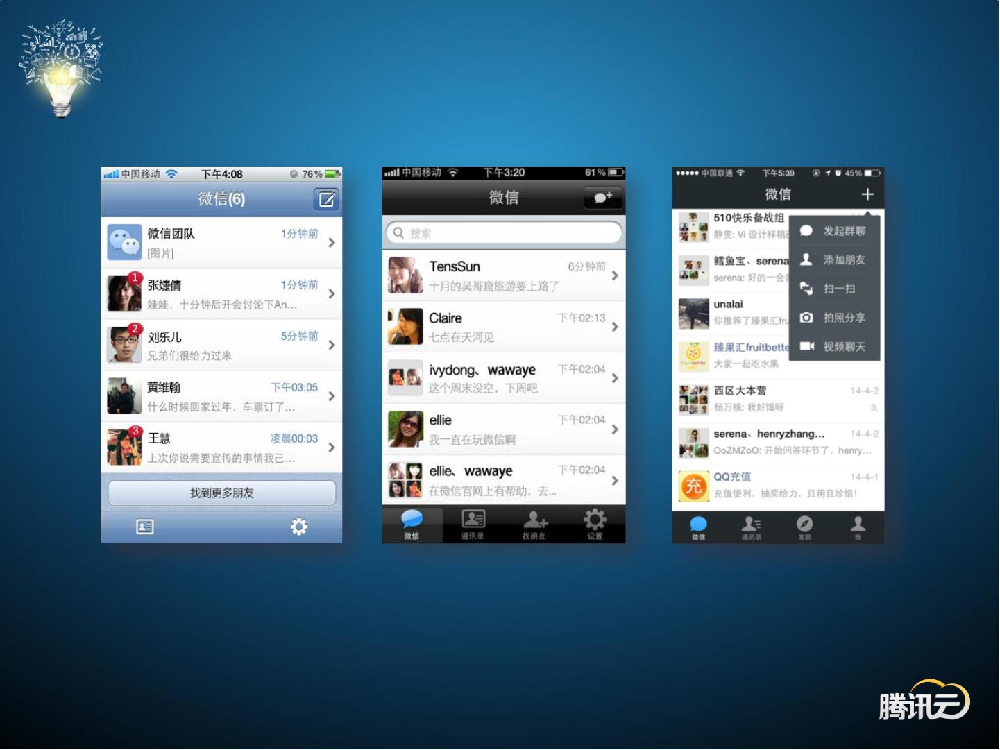 中国移动
下午4:08
76%
微信(6)
微信团队
1分钟前
[图片]
1
张婕倩
1分钟前
娃娃，十分钟后开会讨论下An...
2
刘乐儿
5分钟前
兄弟们很给力过来
黄维翰
下午03:05
什么时候回家过年，车票订了...
3
王慧
凌晨00:03
上次你说需要宣传的事情我已...
找到更多朋友
中国移动
下午3:20
61%
微信
搜索
TensSun
6分钟前
十月的吴哥窟旅游要上路了
Claire
下午02:13
七点在天河见
ivydong、wawaye
下午02:04
这个周末没空，下周吧
ellie
下午02:04
我一直在玩微信啊
ellie、wawaye
下午02:04
在微信官网上有帮助，去...
微信
通讯录
找朋友
设置
中国联通
下午5:39
45%
微信
510快乐备战组
静雯: Vi 设计样稿
鳕鱼宝、serena
serena: 好的一会
unalai
你推荐了臻果汇fru
臻果汇fruitbette
大家一起吃水果
发起群聊
添加朋友
扫一扫
拍照分享
视频聊天
西区大本营
14-4-2
杨万桃: 我好饿呀
serena、henryzhang...
14-4-2
OoZMZoO: 开始问答环节了，henry...
充
QQ充值
14-4-1
充值便利，抽奖给力，且用且珍惜！
微信
通讯录
发现
我
腾讯云